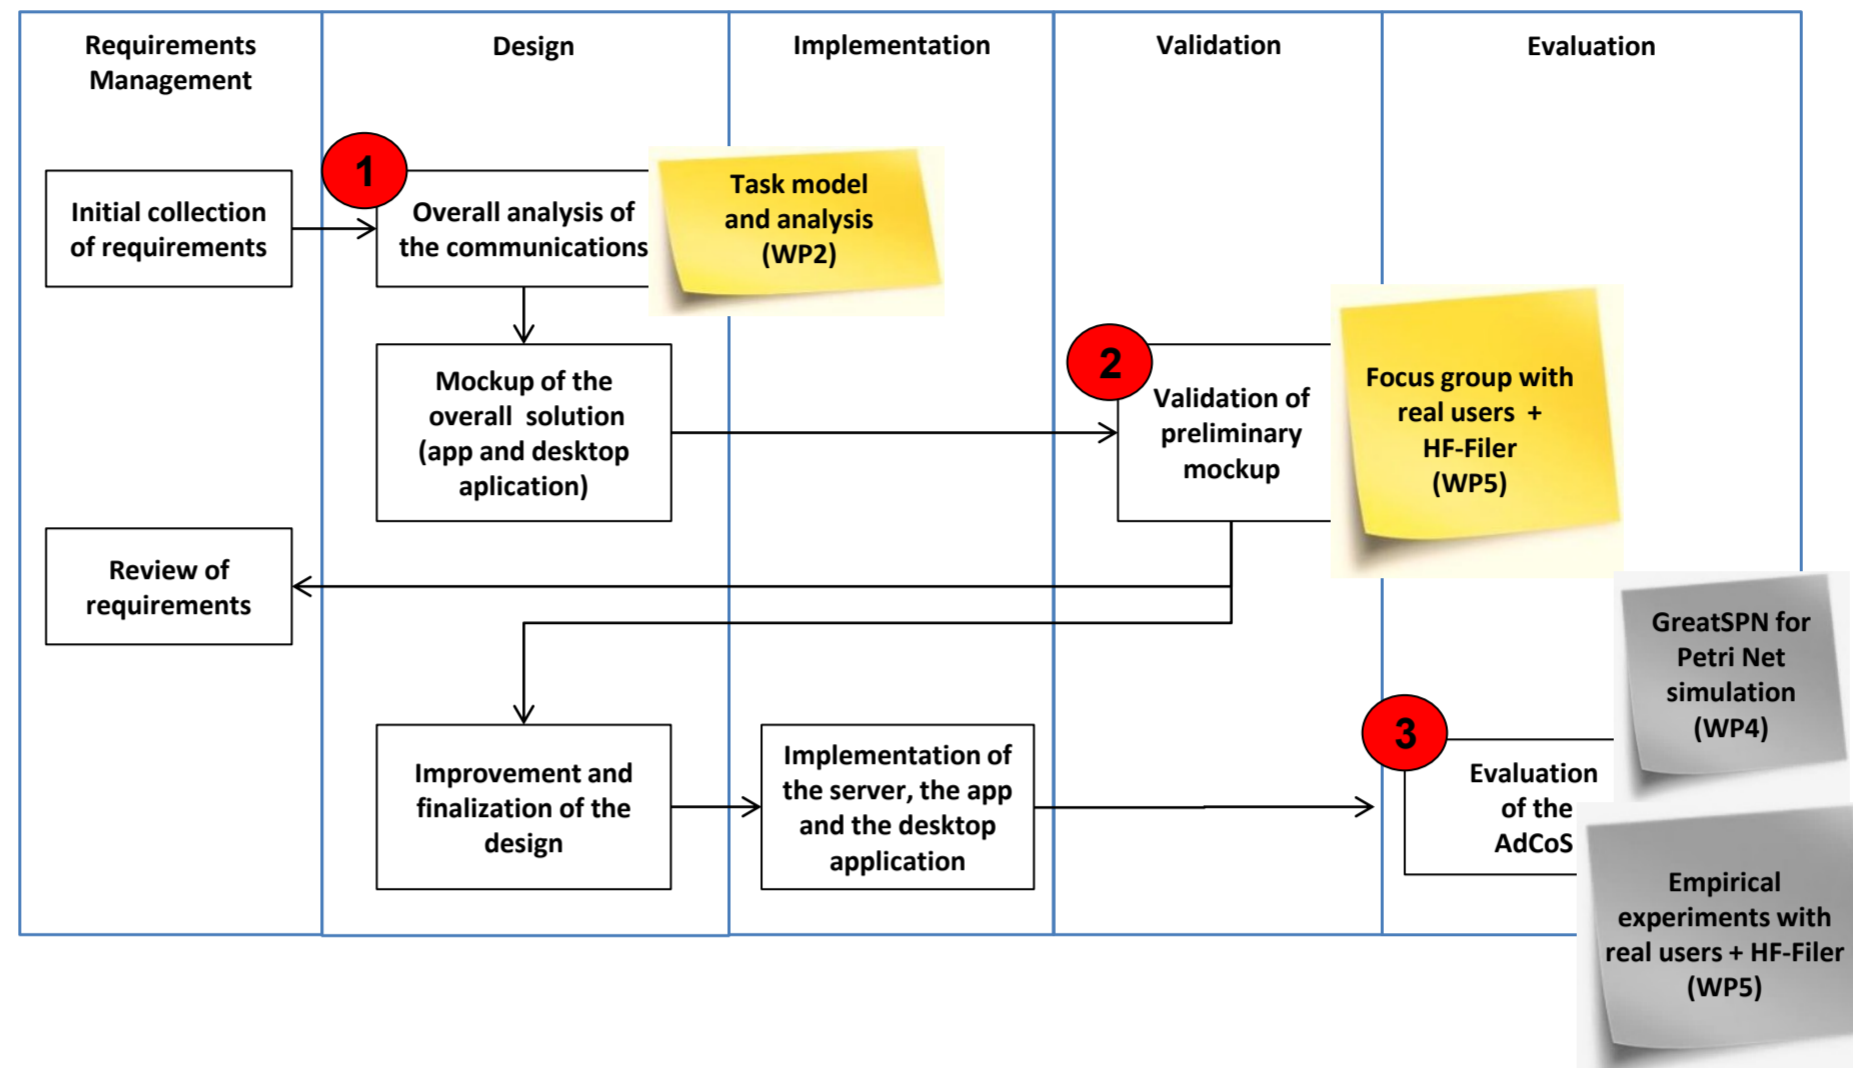 Requirements
Management
Design
Implementation
Validation
Evaluation
1
Initial collection
of requirements
Overall analysis of
the communications
Task model
and analysis
(WP2)
Mockup of the
overall solution
(app and desktop
aplication)
2
Validation of
preliminary
mockup
Focus group with
real users +
HF-Filer
(WP5)
Review of
requirements
GreatSPN for
Petri Net
simulation
(WP4)
Improvement and
finalization of the
design
Implementation of
the server, the app
and the desktop
application
3
Evaluation
of the
AdCoS
Empirical
experiments with
real users + HF-Filer
(WP5)